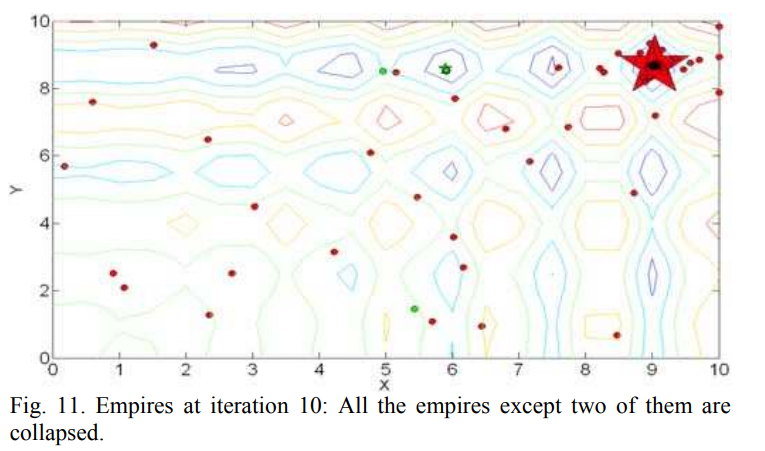 10
8
6
4
2
0
Y
0 1 2 3 4 5 6 7 8 9 10
X
Fig. 11. Empires at iteration 10: All the empires except two of them are
collapsed.